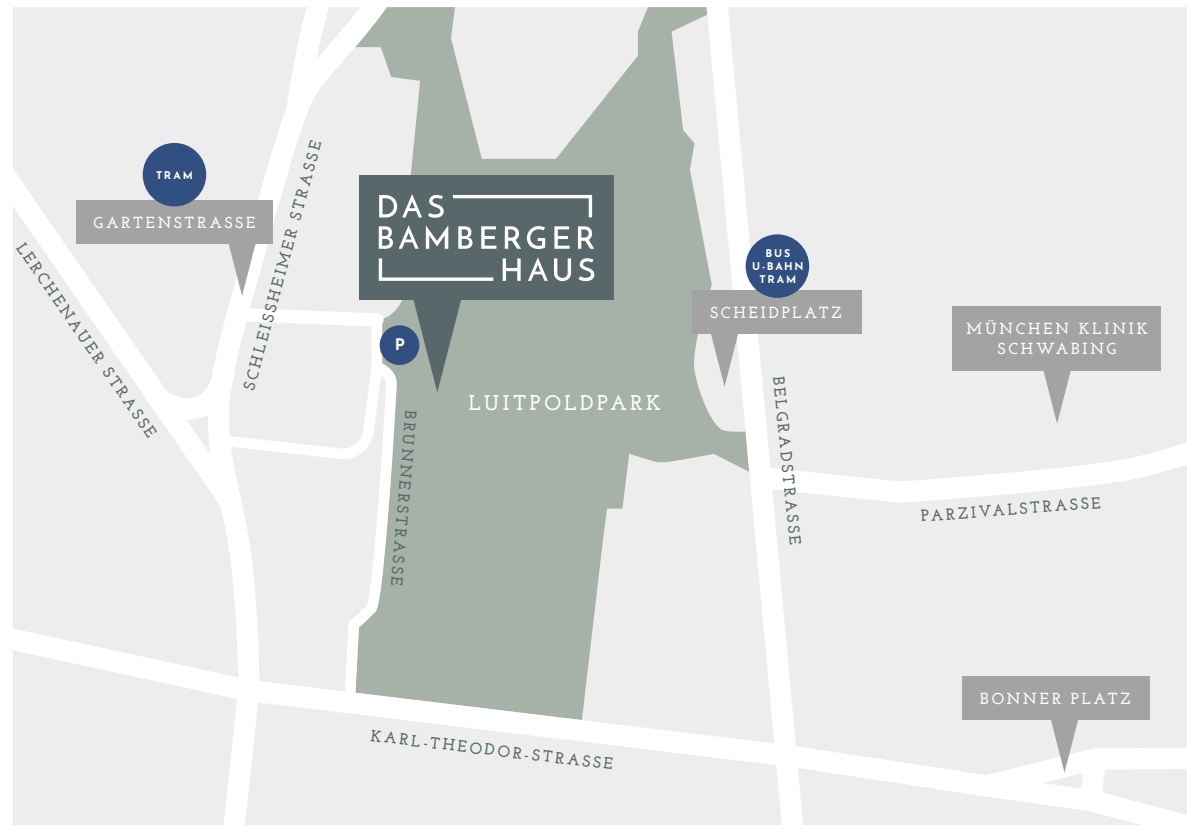 TRAM
GARTENSTRASSE
SCHLEISSHEIMER STRASSE
LERCHENAUER STRASSE
DAS
BAMBERGER
HAUS
P
LUITPOLDPARK
BRUNNERSTRASSE
BUS
U-BAHN
TRAM
SCHEIDPLATZ
BELGRADSTRASSE
MÜNCHEN KLINIK
SCHWABING
PARZIVALSTRASSE
BONNER PLATZ
KARL-THEODOR-STRASSE